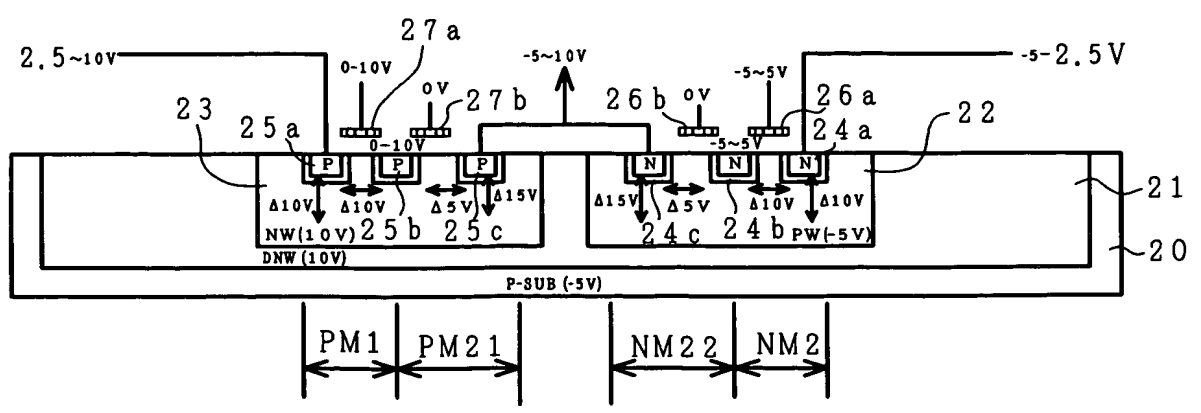 27a
-5~10V
2.5~10V
-5~-2.5V
0-10V
0V
27b
26b
0V
-5~5V
26a
23
25a
24a
22
0-10V
-5~5V
P
P
P
N
N
N
21
Δ10V
Δ10V
Δ5V
Δ15V
Δ15V
Δ5V
Δ10V
Δ10V
NW(10V)
25b
25c
24c
24b
PW(-5V)
20
DNW(10V)
P-SUB(-5V)
PM1
PM21
NM22
NM2